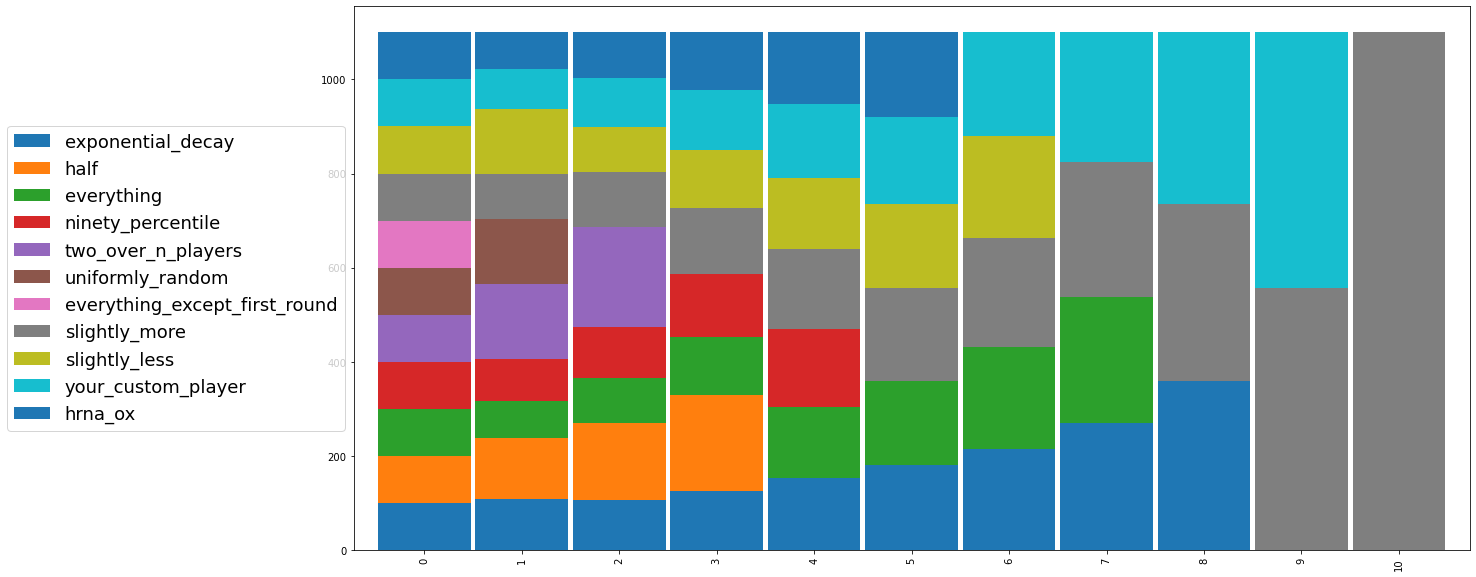 exponential_decay
half
everything
ninety_percentile
two_over_n_players
uniformly_random
everything_except_first_round
slightly_more
slightly_less
your_custom_player
hrna_ox
1000
800
600
400
200
0
0
1
2
3
4
5
6
7
8
9
10